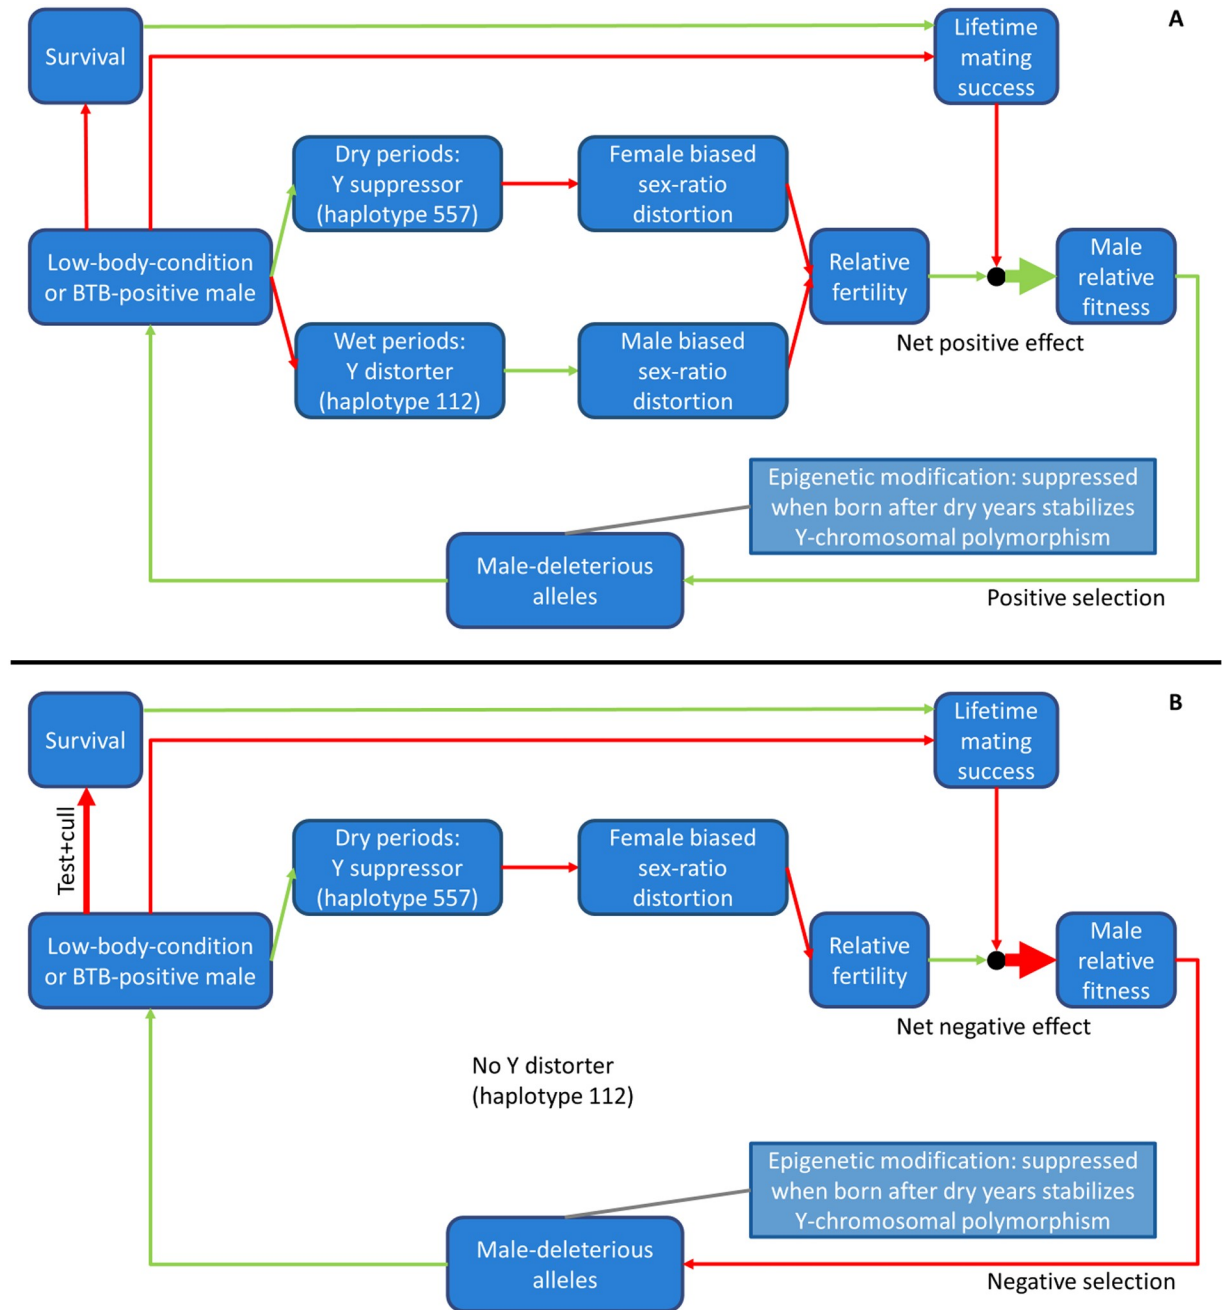 A
Survival
Lifetime
mating
success
Dry periods:
Y suppressor
(haplotype 557)
Female biased
sex-ratio
distortion
Low-body-condition
or BTB-positive male
Relative
fertility
Male
relative
fitness
Net positive effect
Wet periods:
Y distorter
(haplotype 112)
Male biased
sex-ratio
distortion
Epigenetic modification: suppressed
when born after dry years stabilizes
Y-chromosomal polymorphism
Male-deleterious
alleles
Positive selection
B
Survival
Lifetime
mating
success
Test+cull
Dry periods:
Y suppressor
(haplotype 557)
Female biased
sex-ratio
distortion
Low-body-condition
or BTB-positive male
Relative
fertility
Male
relative
fitness
Net negative effect
No Y distorter
(haplotype 112)
Epigenetic modification: suppressed
when born after dry years stabilizes
Y-chromosomal polymorphism
Male-deleterious
alleles
Negative selection